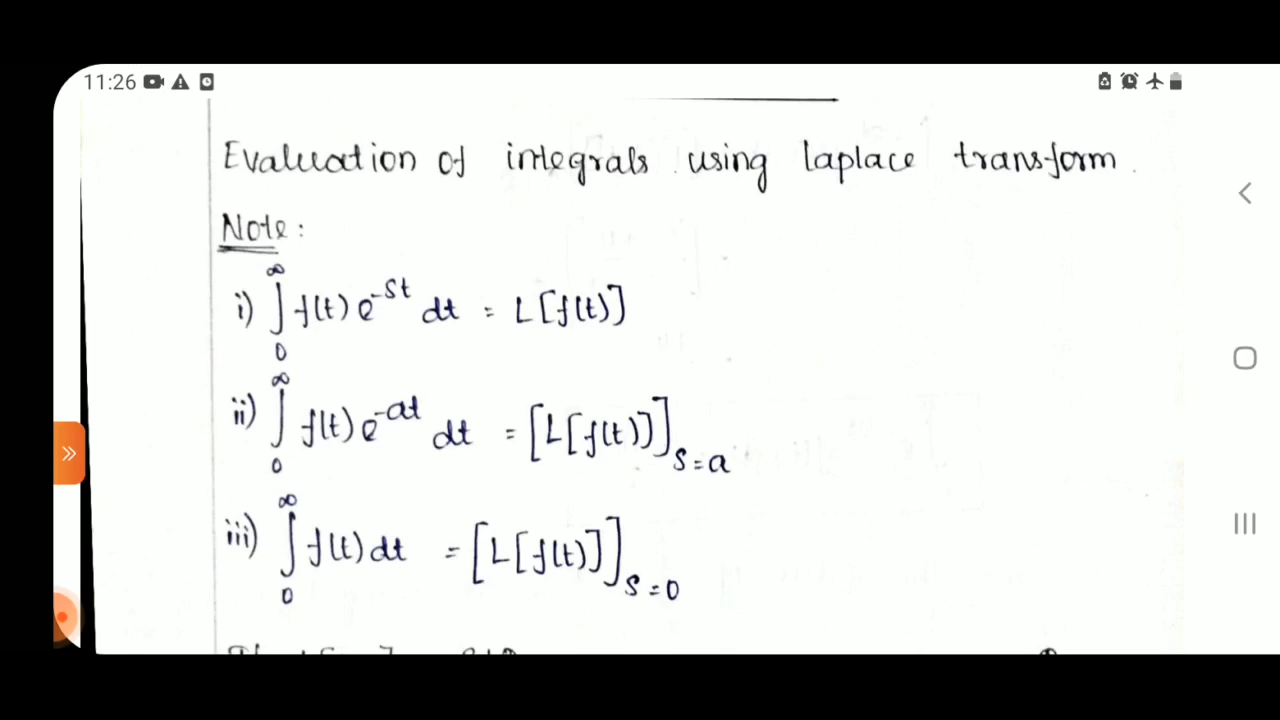 11:26
Evaluation of integrals using laplace transform.
Note:
i) ∫₀^∞ f(t) e^{-st} dt = L[f(t)]
ii) ∫₀^∞ f(t) e^{-at} dt = [L[f(t)]]_{s=a}
iii) ∫₀^∞ f(t) dt = [L[f(t)]]_{s=0}